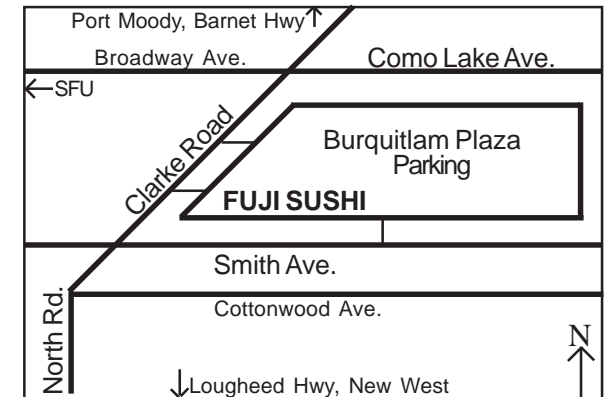 Port Moody, Barnet Hwy
Broadway Ave.
Como Lake Ave.
SFU
Clarke Road
Burquitlam Plaza
Parking
FUJI SUSHI
Smith Ave.
North Rd.
Cottonwood Ave.
N
Lougheed Hwy, New West